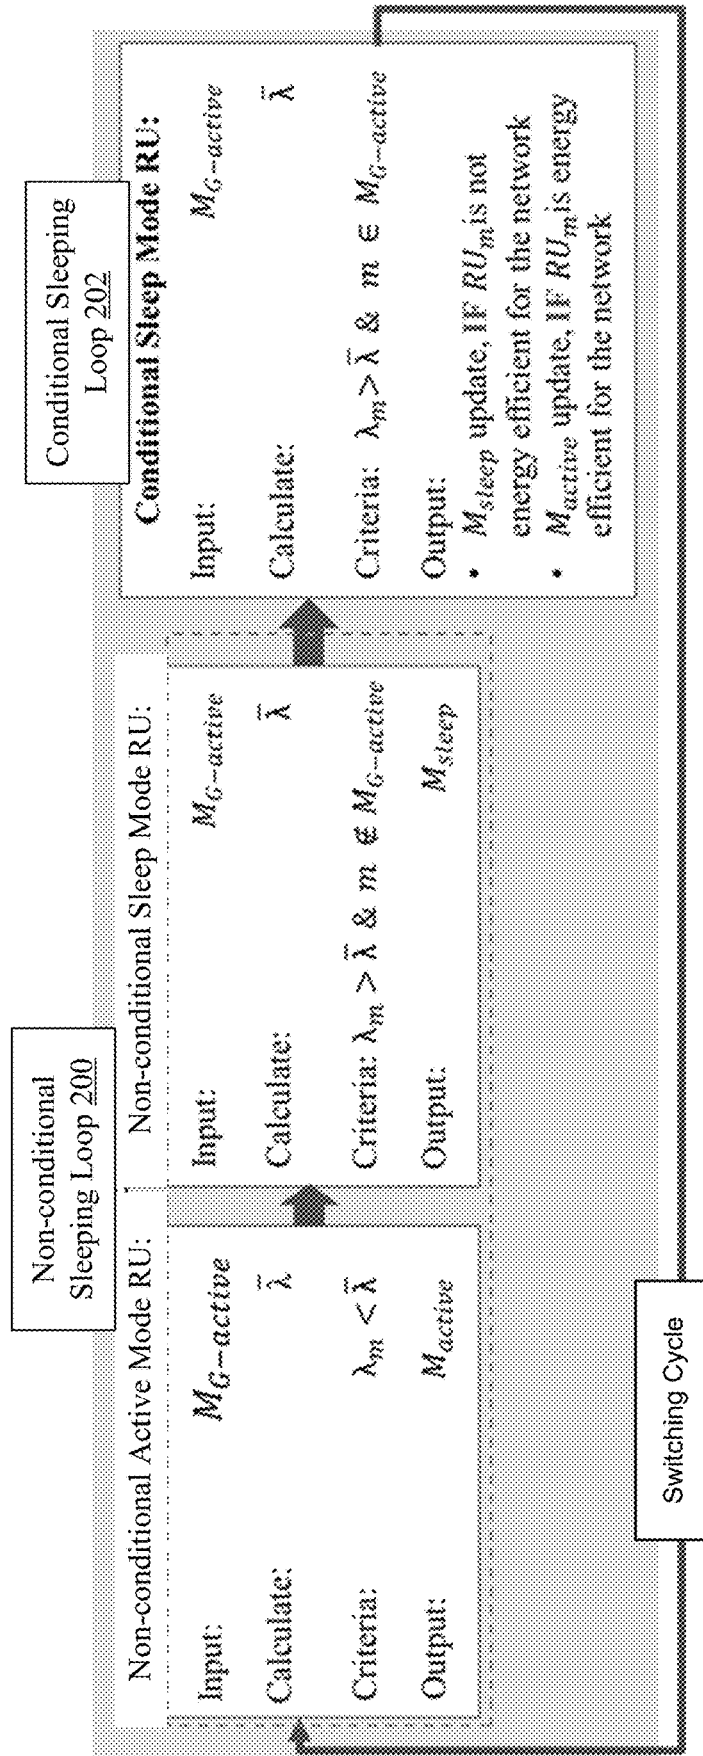 Non-conditional
Sleeping Loop 200
Non-conditional Active Mode RU:
Input: M_{G-active}
Calculate: λ̄
Criteria: λ_m < λ̄
Output: M_{active}
Non-conditional Sleep Mode RU:
Input: M_{G-active}
Calculate: λ̄
Criteria: λ_m > λ̄ & m ∉ M_{G-active}
Output: M_{sleep}
Conditional Sleeping
Loop 202
Conditional Sleep Mode RU:
Input: M_{G-active}
Calculate: λ̄
Criteria: λ_m > λ̄ & m ∈ M_{G-active}
Output:
• M_{sleep} update, IF RU_m is not
energy efficient for the network
• M_{active} update, IF RU_m is energy
efficient for the network
Switching Cycle